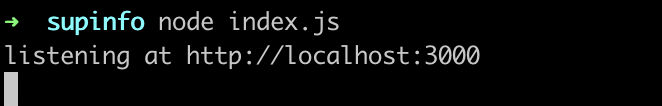 ➜ supinfo node index.js
listening at http://localhost:3000